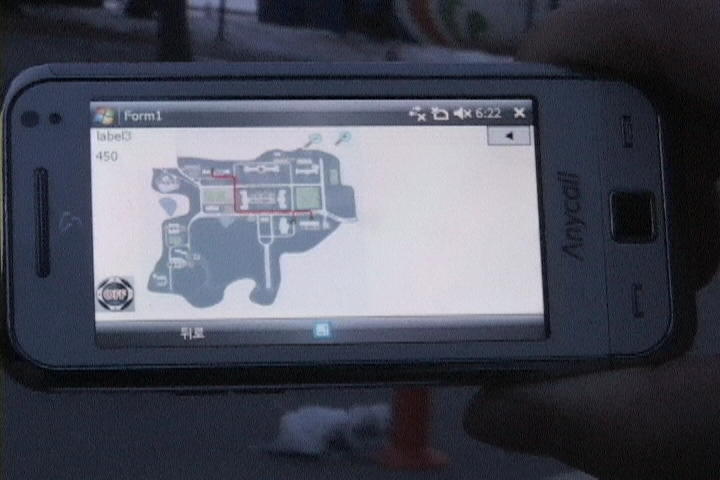 Form1
6:22
label3
450
OFF
뒤로
Anycall